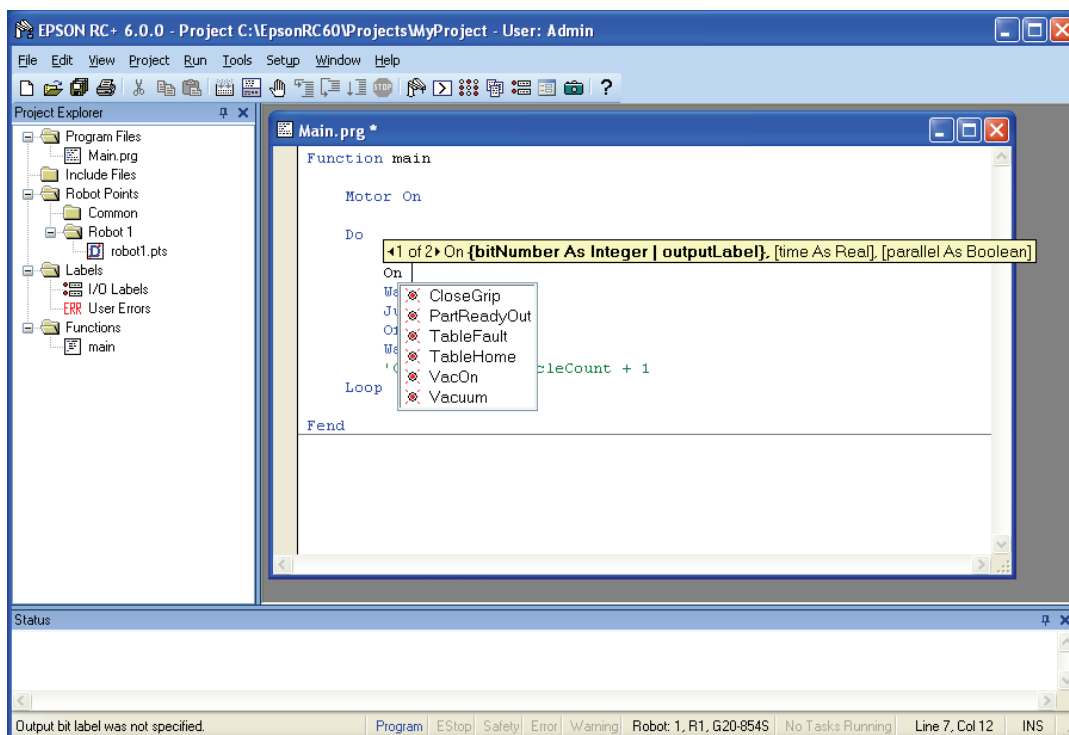 EPSON RC+ 6.0.0 - Project C:\EpsonRC60\Projects\MyProject - User: Admin
File Edit View Project Run Tools Setup Window Help
STOP
Project Explorer
Program Files
Main.prg
Include Files
Robot Points
Common
Robot 1
robot1.pts
Labels
I/O Labels
ERR User Errors
Functions
main
Main.prg *
Function main
Motor On
Do
1 of 2 On {bitNumber As Integer | outputLabel}, [time As Real], [parallel As Boolean]
On
CloseGrip
PartReadyOut
TableFault
TableHome
VacOn
Vacuum
cleCount + 1
Loop
Fend
Status
Output bit label was not specified. Program EStop Safety Error Warning Robot: 1, R1, G20-854S No Tasks Running Line 7, Col 12 INS